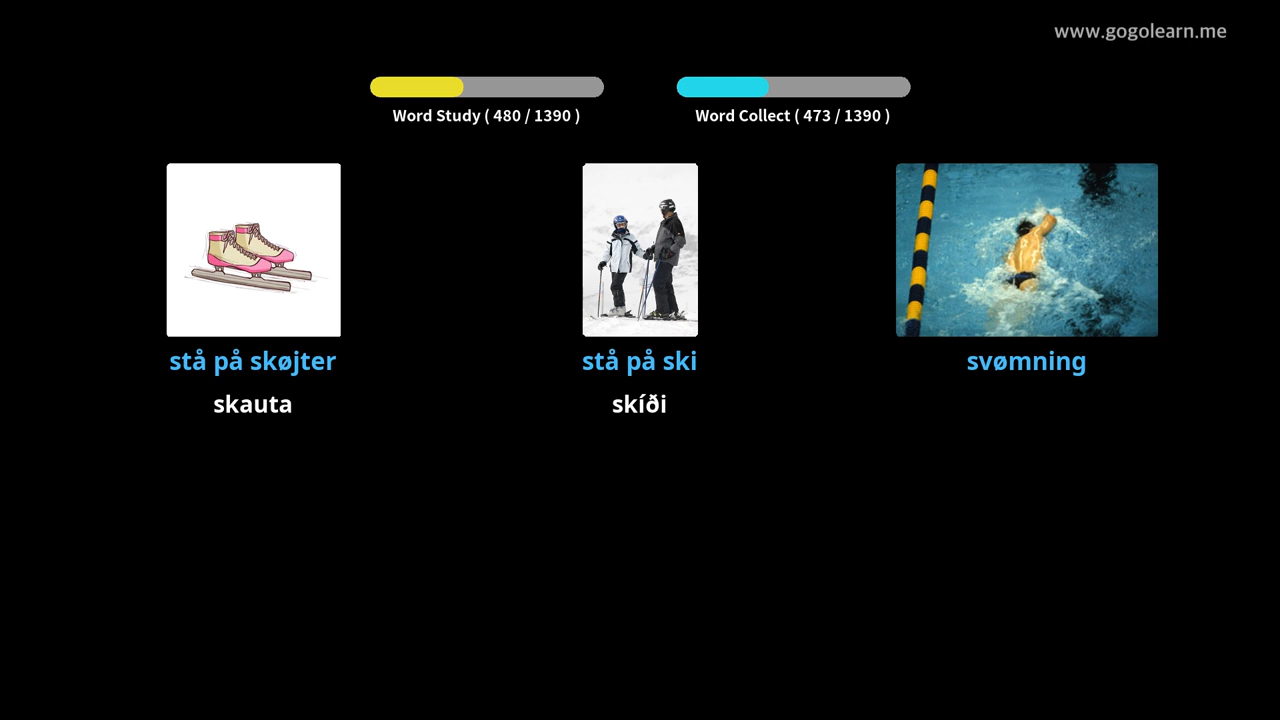 www.gogolearn.me
Word Study ( 480 / 1390 )
Word Collect ( 473 / 1390 )
stå på skøjter
stå på ski
svømning
skauta
skíði